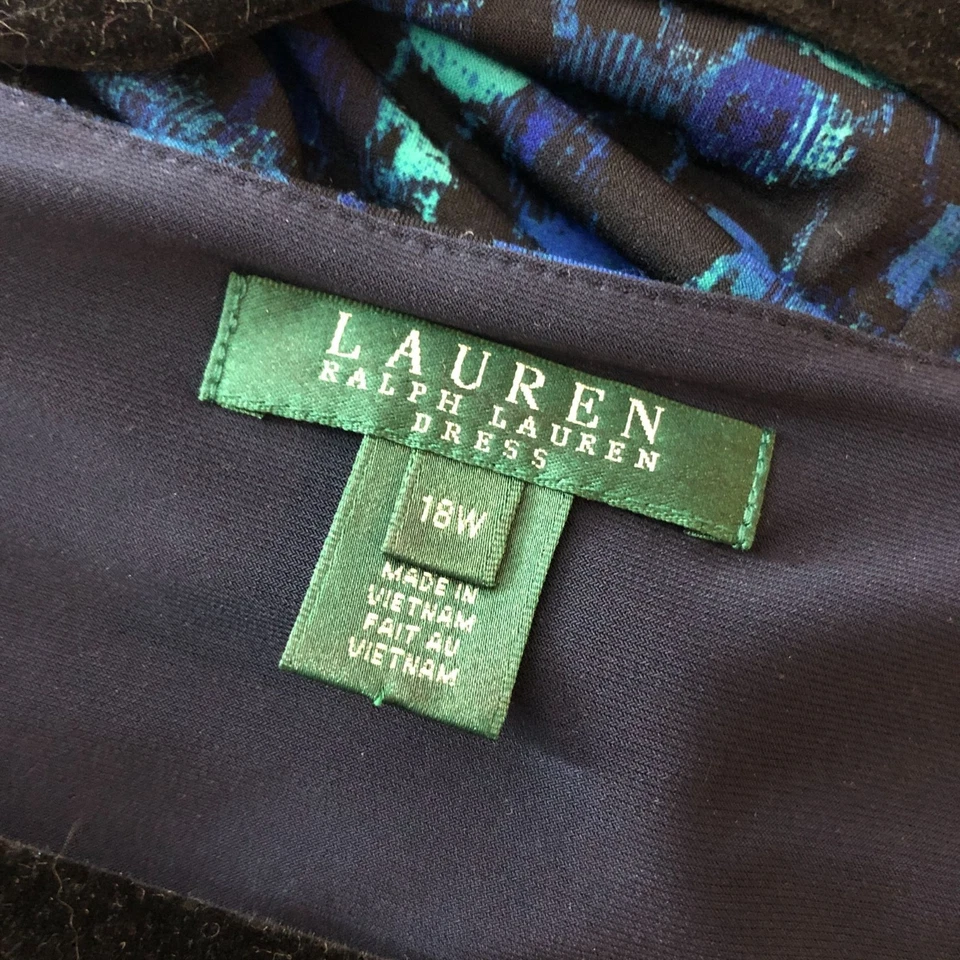 LAUREN
RALPH LAUREN
DRESS
18W
MADE IN
VIETNAM
FAIT AU
VIETNAM